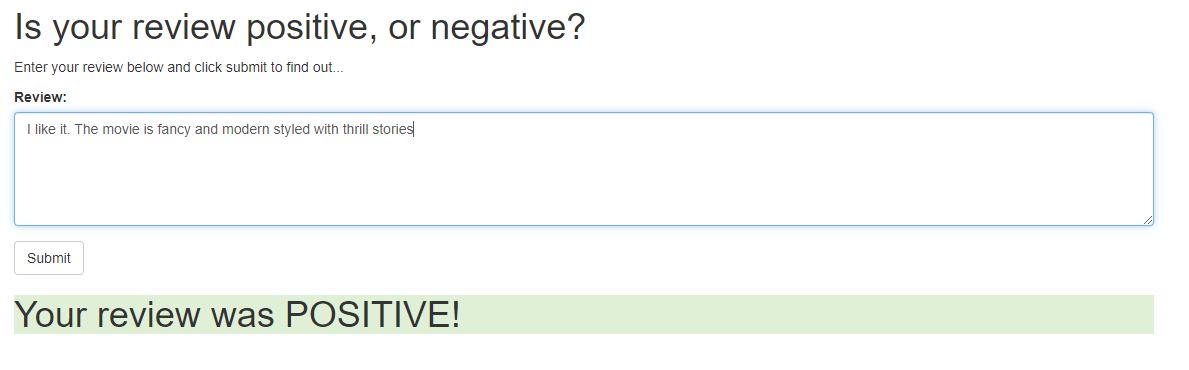 Is your review positive, or negative?
Enter your review below and click submit to find out...
Review:
I like it. The movie is fancy and modern styled with thrill stories
Submit
Your review was POSITIVE!